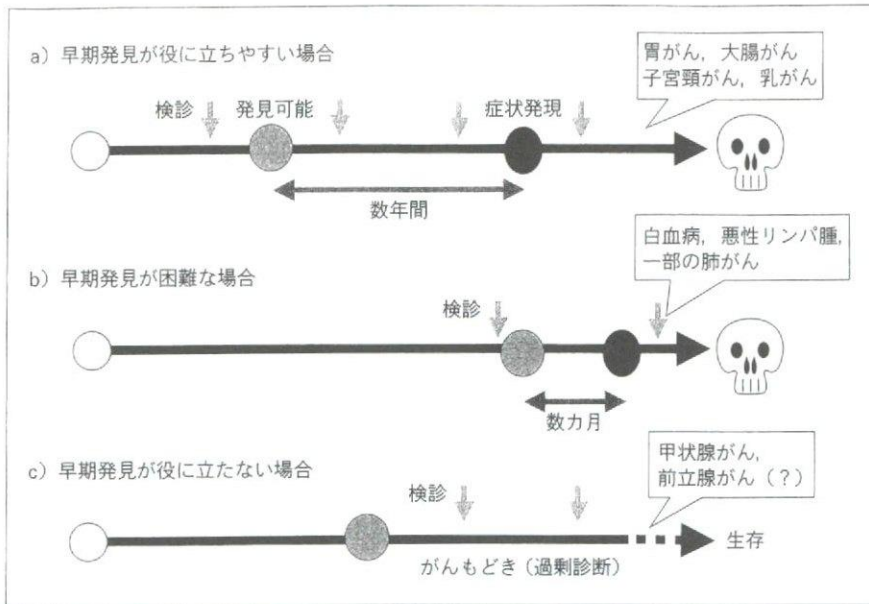 a）早期発見が役に立ちやすい場合
胃がん，大腸がん
子宮頸がん，乳がん
検診
発見可能
症状発現
数年間
b）早期発見が困難な場合
白血病，悪性リンパ腫，
一部の肺がん
検診
数カ月
c）早期発見が役に立たない場合
甲状腺がん，
前立腺がん（？）
検診
生存
がんもどき（過剰診断）